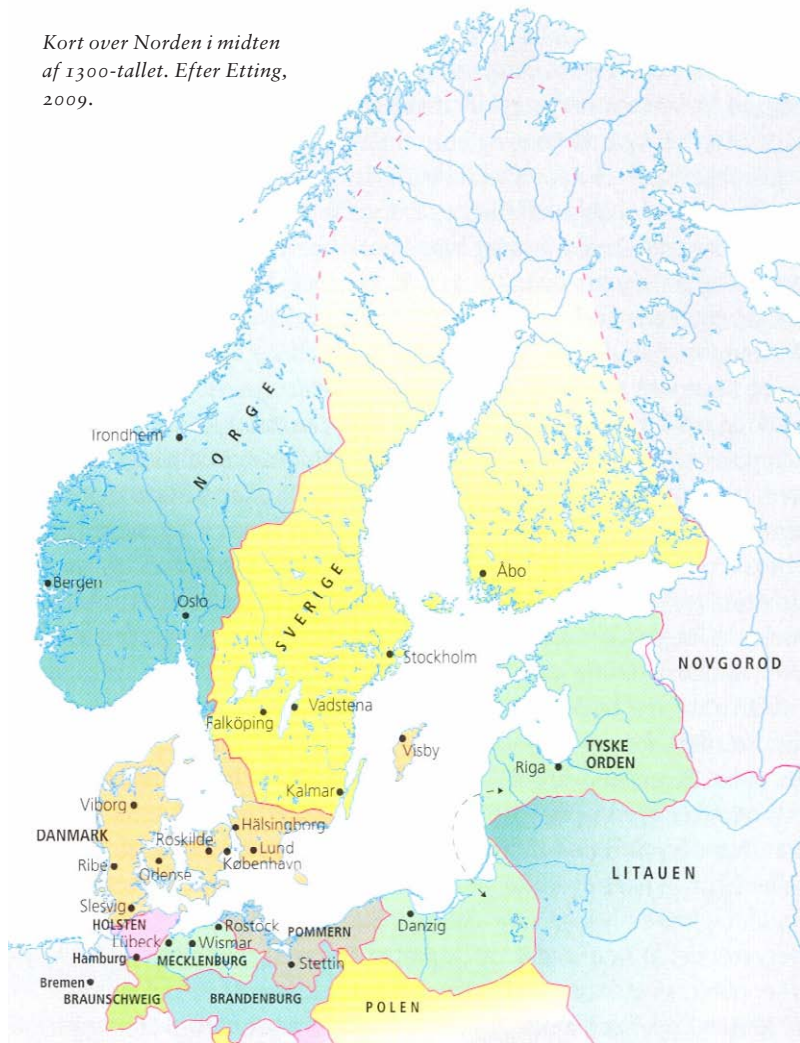 Kort over Norden i midten
af 1300-tallet. Efter Etting,
2009.
NORGE
Irondheim
Bergen
Oslo
SVERIGE
Åbo
Stockholm
NOVGOROD
Vadstena
Falköping
Visby
TYSKE
ORDEN
Riga
Kalmar
Viborg
Hälsingborg
DANMARK
Roskilde
Lund
København
Ribe
Odense
LITAUEN
Slesvig
HOLSTEN
Rostock
POMMERN
Danzig
Lübeck
Wismar
Hamburg
MECKLENBURG
Stettin
Bremen
BRAUNSCHWEIG
BRANDENBURG
POLEN